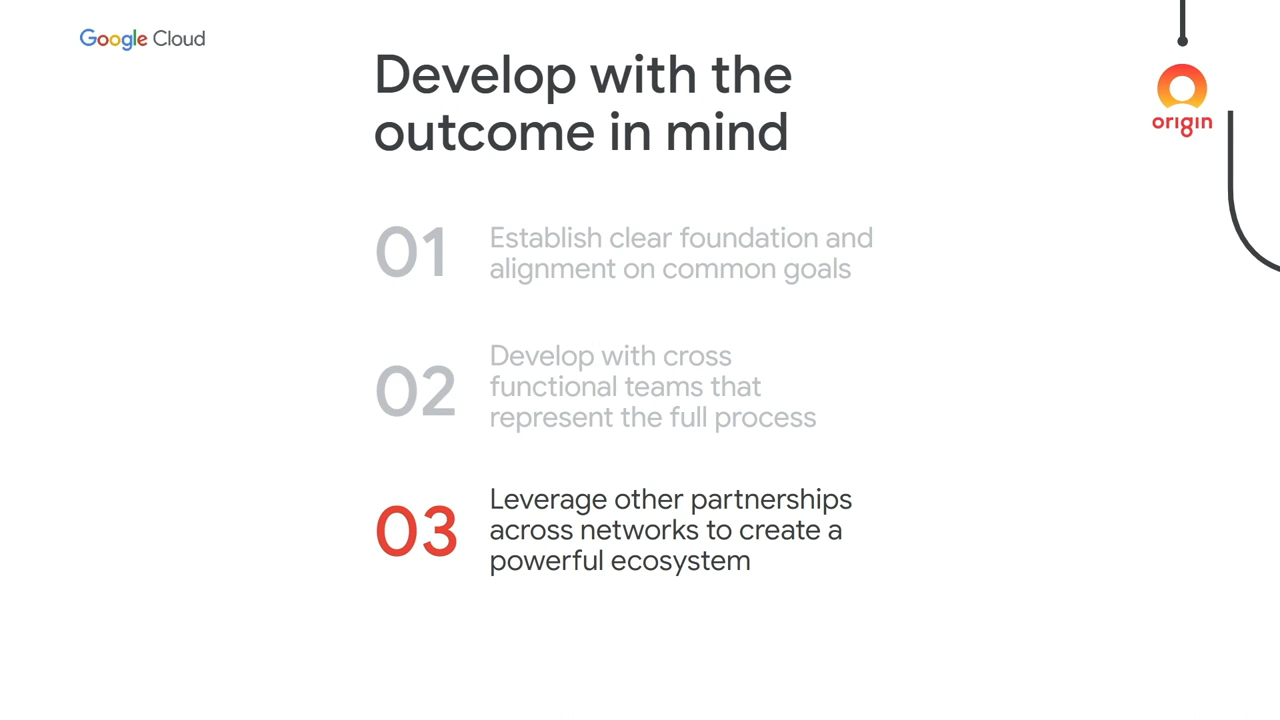 Google Cloud
Develop with the
outcome in mind
origin
01
Establish clear foundation and
alignment on common goals
02
Develop with cross
functional teams that
represent the full process
03
Leverage other partnerships
across networks to create a
powerful ecosystem